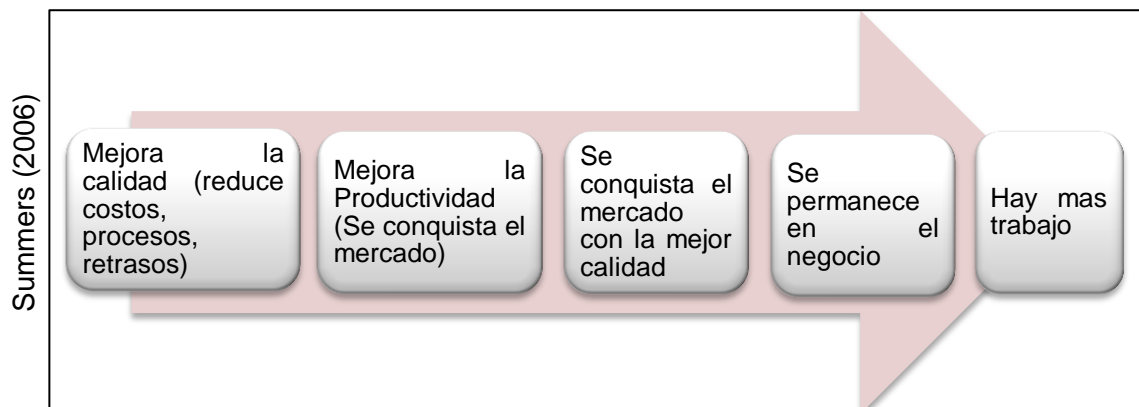 Summers (2006)
Mejora la
calidad (reduce
costos,
procesos,
retrasos)
Mejora la
Productividad
(Se conquista el
mercado)
Se
conquista el
mercado
con la mejor
calidad
Se
permanece
en el
negocio
Hay mas
trabajo